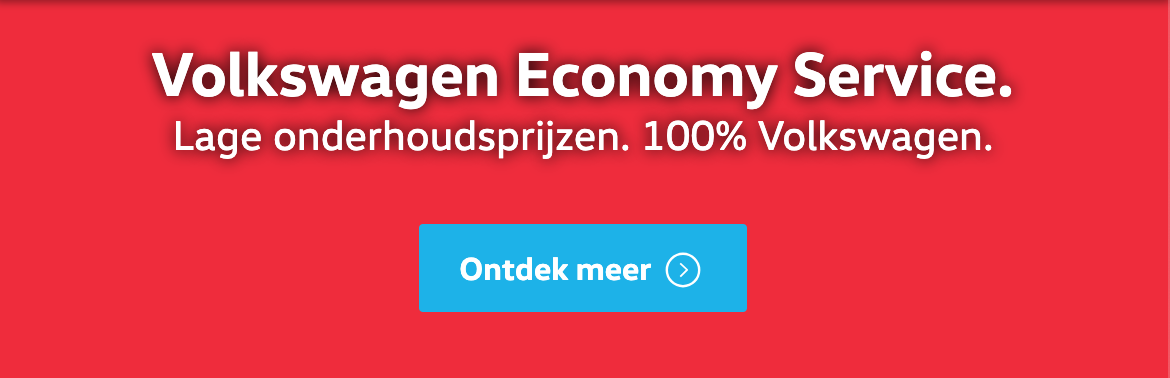 Volkswagen Economy Service.
Lage onderhoudsprijzen. 100% Volkswagen.
Ontdek meer